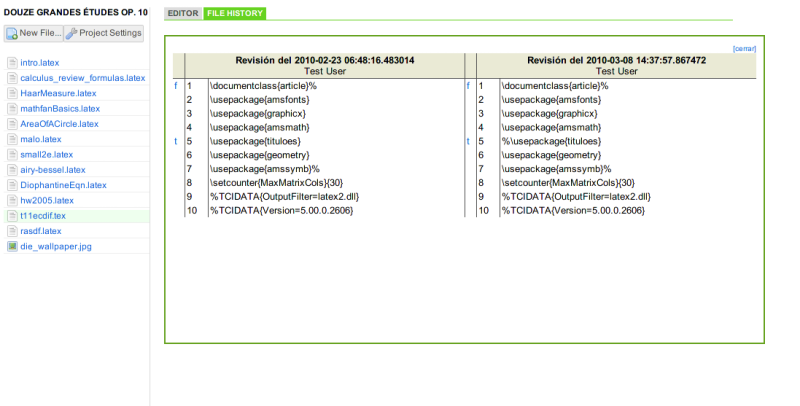 DOUZE GRANDES ÉTUDES OP. 10
New File... Project Settings
intro.latex
calculus_review_formulas.latex
HaarMeasure.latex
mathfanBasics.latex
AreaOfACircle.latex
malo.latex
small2e.latex
airy-bessel.latex
DiophantineEqn.latex
hw2005.latex
t11ecdif.tex
rasdf.latex
die_wallpaper.jpg
EDITOR FILE HISTORY
[cerrar]
Revisión del 2010-02-23 06:48:16.483014
Test User
f 1 \documentclass{article}%
2 \usepackage{amsfonts}
3 \usepackage{graphicx}
4 \usepackage{amsmath}
t 5 \usepackage{tituloes}
6 \usepackage{geometry}
7 \usepackage{amssymb}%
8 \setcounter{MaxMatrixCols}{30}
9 %TCIDATA{OutputFilter=latex2.dll}
10 %TCIDATA{Version=5.00.0.2606}
Revisión del 2010-03-08 14:37:57.867472
Test User
f 1 \documentclass{article}%
2 \usepackage{amsfonts}
3 \usepackage{graphicx}
4 \usepackage{amsmath}
t 5 %\usepackage{tituloes}
6 \usepackage{geometry}
7 \usepackage{amssymb}%
8 \setcounter{MaxMatrixCols}{30}
9 %TCIDATA{OutputFilter=latex2.dll}
10 %TCIDATA{Version=5.00.0.2606}